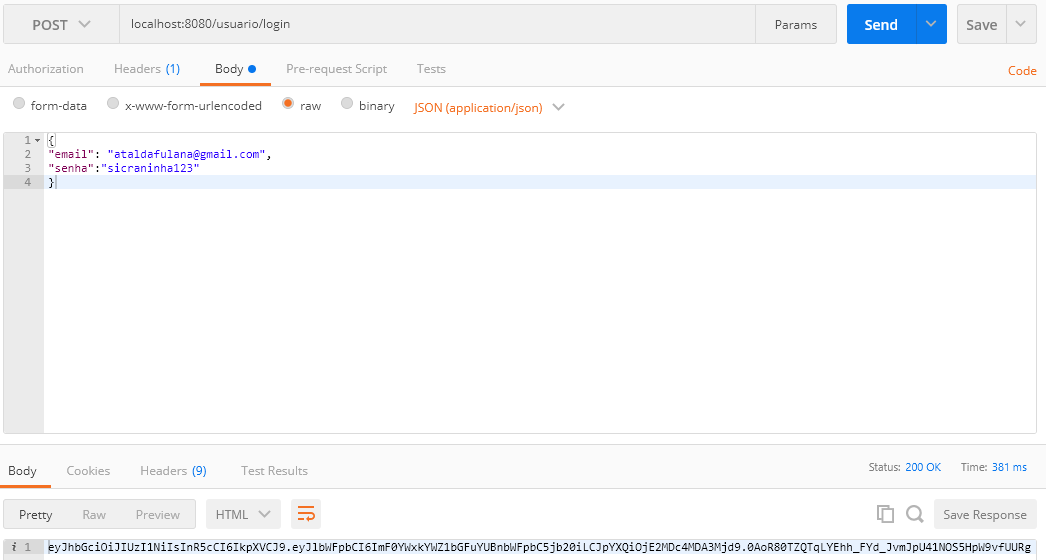 POST localhost:8080/usuario/login Params Send Save
Authorization Headers (1) Body Pre-request Script Tests Code
form-data x-www-form-urlencoded raw binary JSON (application/json)
1 {
2 "email": "ataldafulana@gmail.com",
3 "senha":"sicraninha123"
4 }
Body Cookies Headers (9) Test Results Status: 200 OK Time: 381 ms
Pretty Raw Preview HTML Save Response
i 1 eyJhbGciOiJIUzI1NiIsInR5cCI6IkpXVCJ9.eyJlbWFpbCI6ImF0YWxkYWZ1bGFuYUBnbWFpbC5jb20iLCJpYXQiOjE2MDc4MDA3Mjd9.0AoR80TZQTqLYEhh_FYd_JvmJpU41NOS5HpW9vfUURg